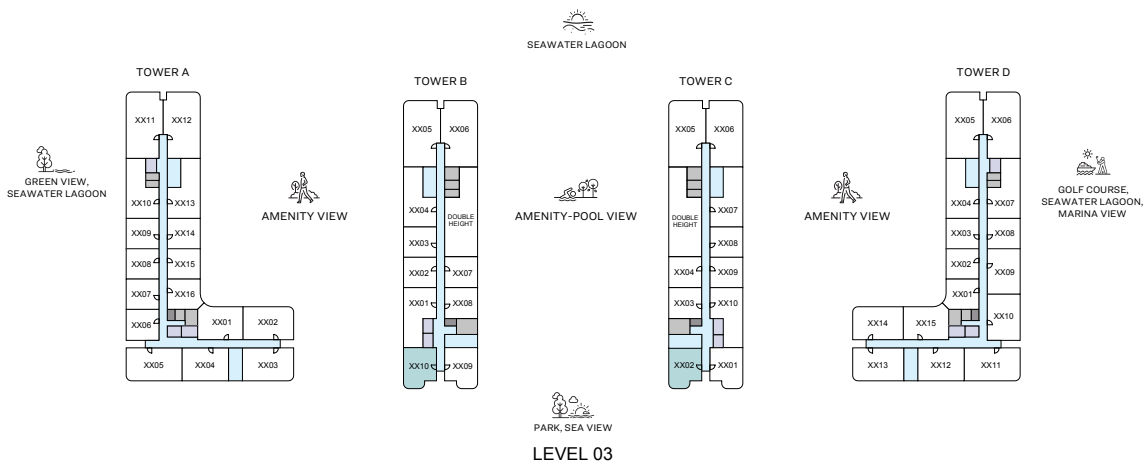 SEAWATER LAGOON
TOWER A
TOWER B
TOWER C
TOWER D
XX11 XX12
XX10 XX13
XX09 XX14
XX08 XX15
XX07 XX16
XX06 XX01 XX02
XX05 XX04 XX03
XX05 XX06
XX04 DOUBLE
HEIGHT
XX03
XX02 XX07
XX01 XX08
XX10 XX09
XX05 XX06
XX07
DOUBLE
HEIGHT
XX08
XX04 XX09
XX03 XX10
XX02 XX01
XX05 XX06
XX04 XX07
XX03 XX08
XX02 XX09
XX01
XX10
XX14 XX15
XX13 XX12 XX11
GREEN VIEW,
SEAWATER LAGOON
AMENITY VIEW
AMENITY-POOL VIEW
AMENITY VIEW
GOLF COURSE,
SEAWATER LAGOON,
MARINA VIEW
PARK, SEA VIEW
LEVEL 03